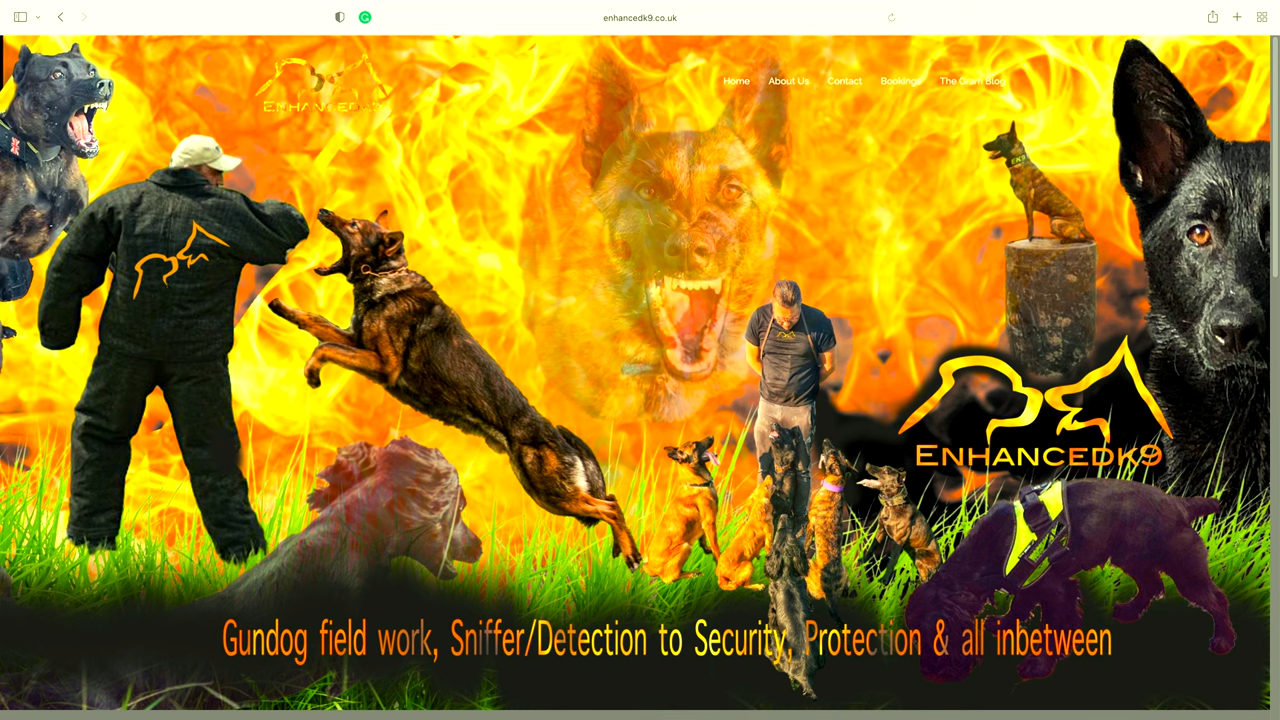 enhancedk9.co.uk
ENHANCEDK9
Home About Us Contact Bookings The Gram Blog
EK9
ENHANCEDK9
Gundog field work, Sniffer/Detection to Security, Protection & all inbetween